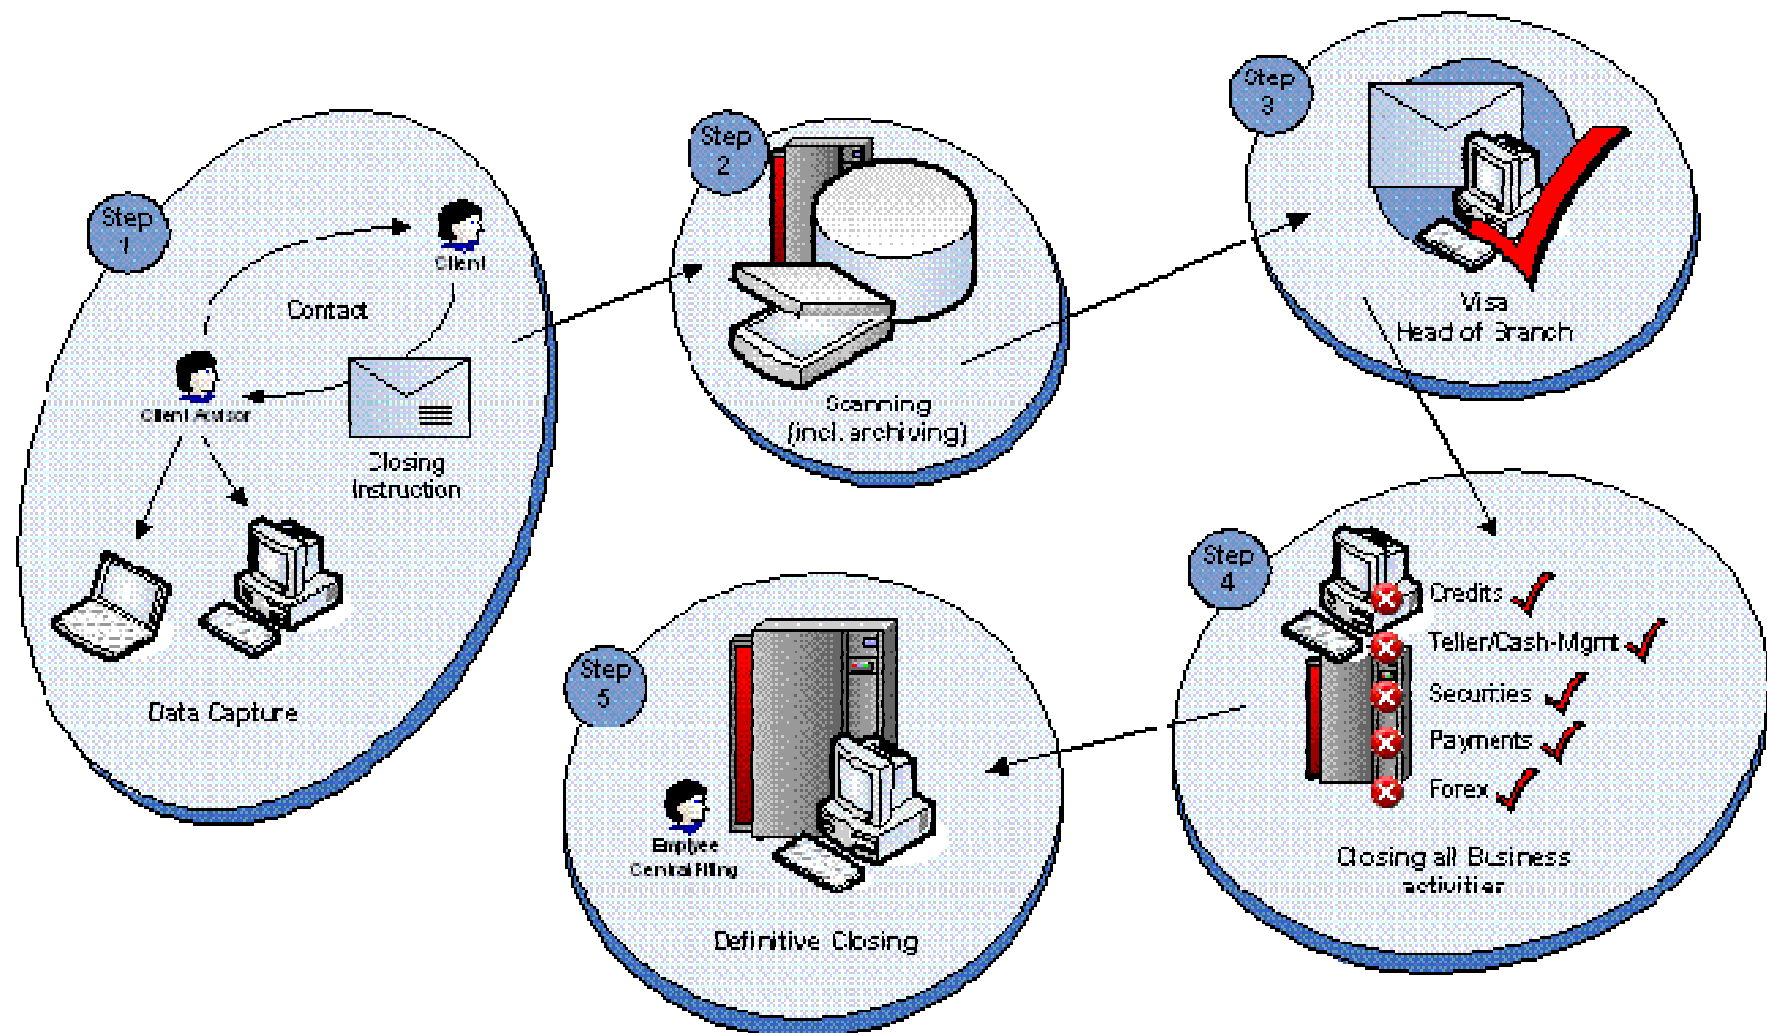 Step
1
Client
Contact
Client Advisor
Closing
Instruction
Data Capture
Step
2
Scanning
(incl. archiving)
Step
3
Visa
Head of Branch
Step
4
Credits
Teller/Cash-Mgmt
Securities
Payments
Forex
Closing all Business
activities
Step
5
Emplyee
Central Filing
Definitive Closing